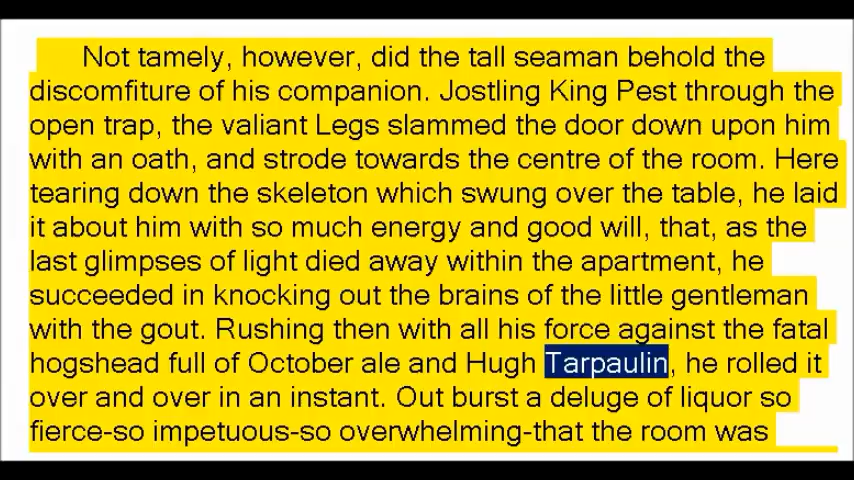 Not tamely, however, did the tall seaman behold the
discomfiture of his companion. Jostling King Pest through the
open trap, the valiant Legs slammed the door down upon him
with an oath, and strode towards the centre of the room. Here
tearing down the skeleton which swung over the table, he laid
it about him with so much energy and good will, that, as the
last glimpses of light died away within the apartment, he
succeeded in knocking out the brains of the little gentleman
with the gout. Rushing then with all his force against the fatal
hogshead full of October ale and Hugh Tarpaulin, he rolled it
over and over in an instant. Out burst a deluge of liquor so
fierce-so impetuous-so overwhelming-that the room was